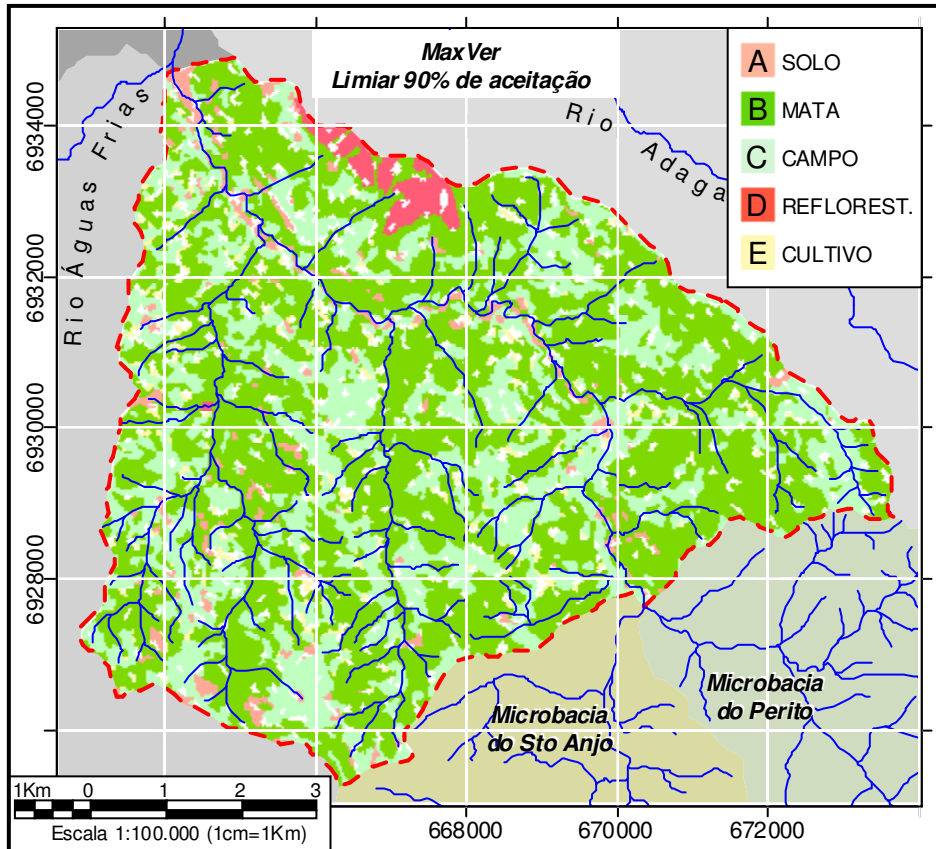 MaxVer
Limiar 90% de aceitação
A SOLO
B MATA
C CAMPO
D REFLOREST.
E CULTIVO
Rio Águas Frias
Rio Adaga
6934000
6932000
6930000
6928000
Microbacia
do Perito
Microbacia
do Sto Anjo
1Km 0 1 2 3
Escala 1:100.000 (1cm=1Km)
668000 670000 672000